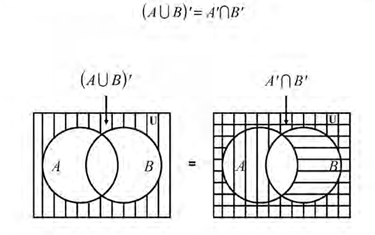 (A∪B)′=A′∩B′
(A∪B)′ A′∩B′
U U
A B = A B